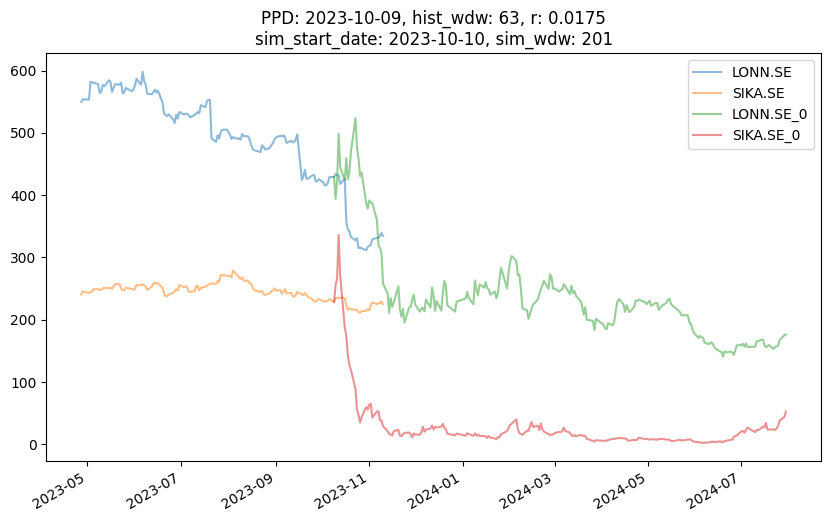 PPD: 2023-10-09, hist_wdw: 63, r: 0.0175
sim_start_date: 2023-10-10, sim_wdw: 201
LONN.SE
SIKA.SE
LONN.SE_0
SIKA.SE_0
600
500
400
300
200
100
0
2023-05
2023-07
2023-09
2023-11
2024-01
2024-03
2024-05
2024-07